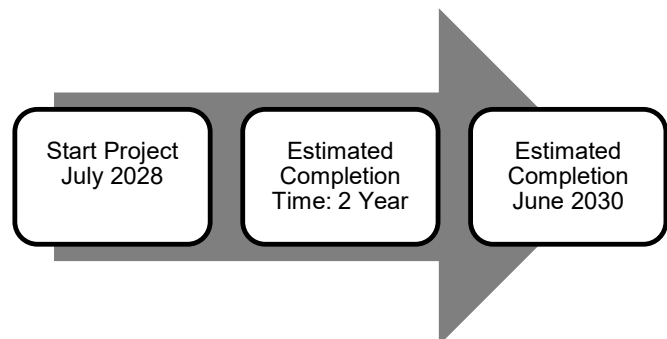 Start Project
July 2028
Estimated
Completion
Time: 2 Year
Estimated
Completion
June 2030